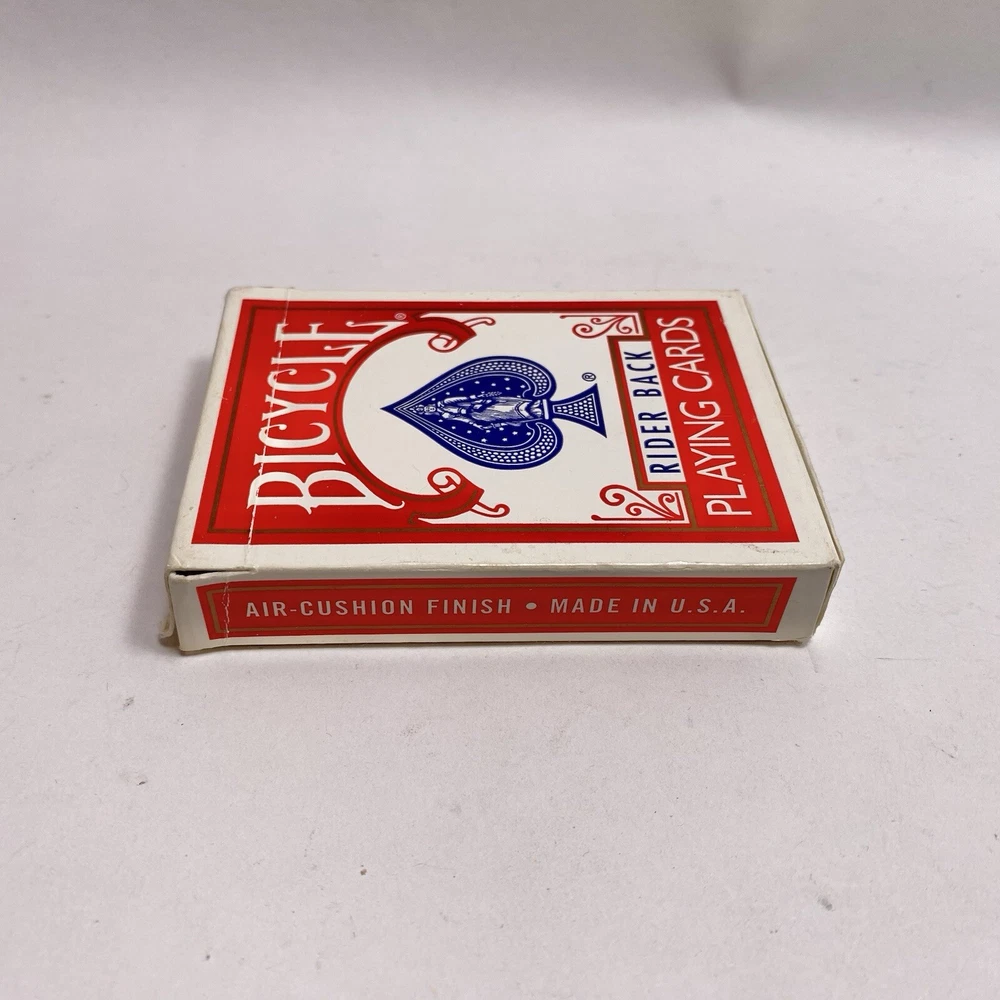 BICYCLE®
®
RIDER BACK
PLAYING CARDS
AIR-CUSHION FINISH • MADE IN U.S.A.